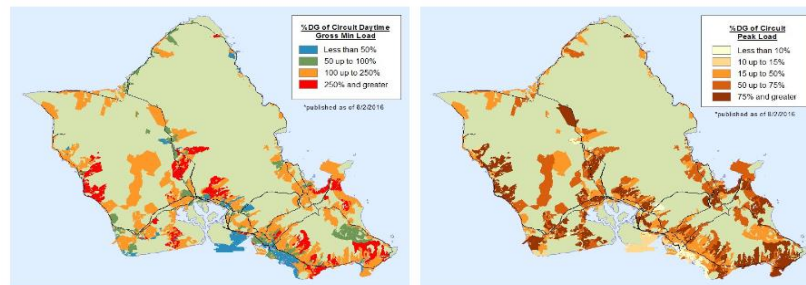 %DG of Circuit Daytime
Gross Min Load
Less than 50%
50 up to 100%
100 up to 250%
250% and greater
*published as of 8/2/2016
%DG of Circuit
Peak Load
Less than 10%
10 up to 15%
15 up to 50%
50 up to 75%
75% and greater
*published as of 8/2/2016